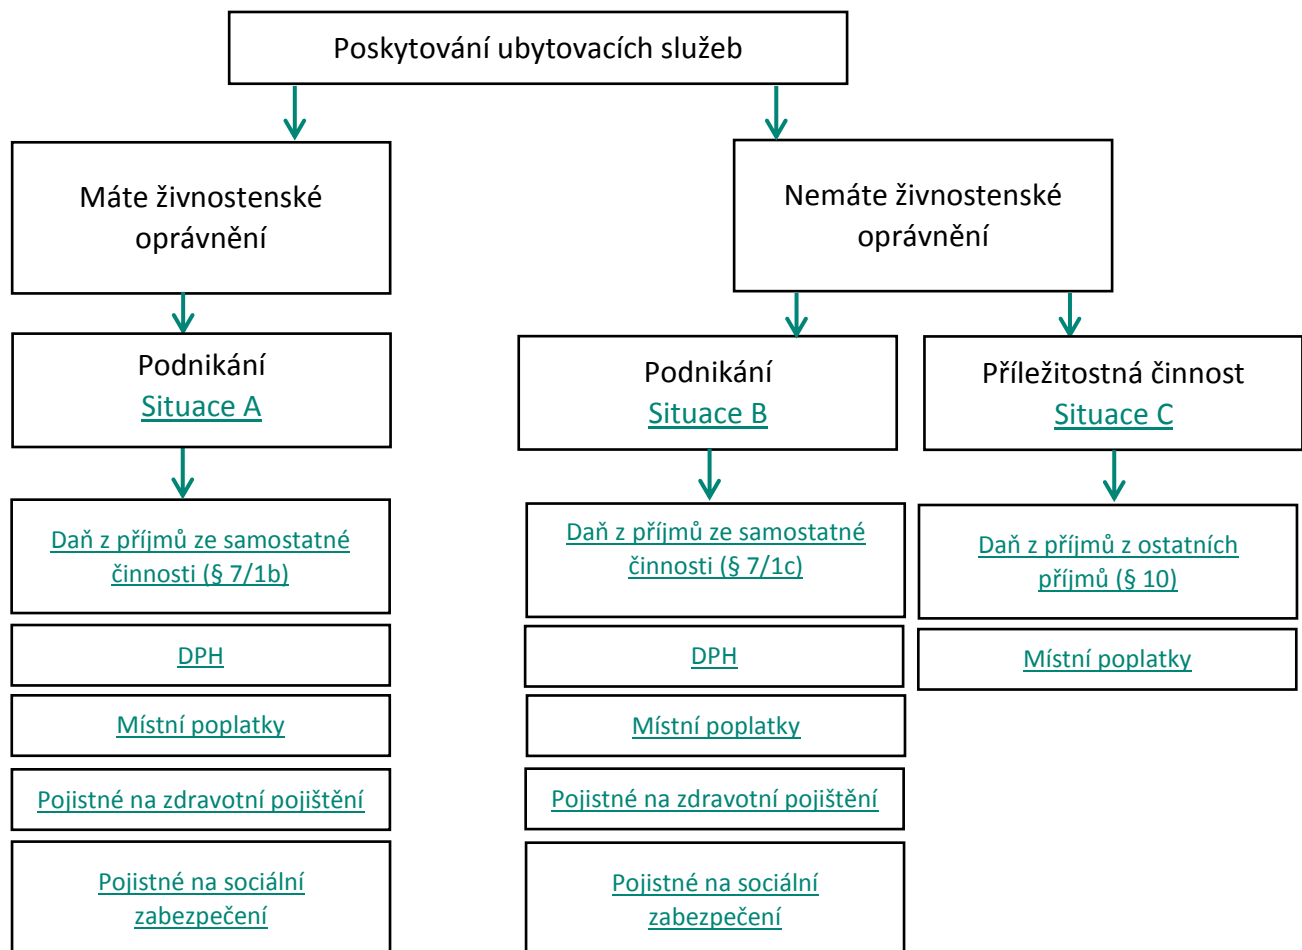 Poskytování ubytovacích služeb
Máte živnostenské
oprávnění
Nemáte živnostenské
oprávnění
Podnikání
Situace A
Podnikání
Situace B
Příležitostná činnost
Situace C
Daň z příjmů ze samostatné
činnosti (§ 7/1b)
Daň z příjmů ze samostatné
činnosti (§ 7/1c)
Daň z příjmů z ostatních
příjmů (§ 10)
DPH
DPH
Místní poplatky
Místní poplatky
Místní poplatky
Pojistné na zdravotní pojištění
Pojistné na zdravotní pojištění
Pojistné na sociální
zabezpečení
Pojistné na sociální
zabezpečení